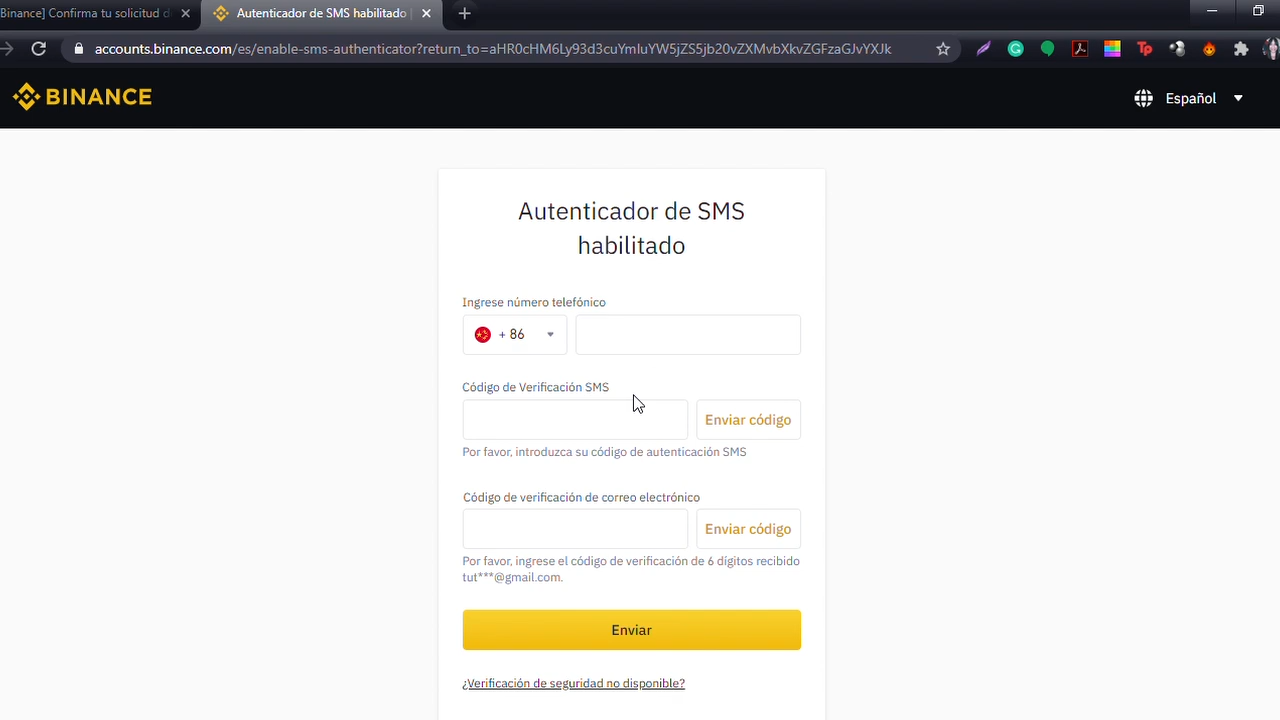 Binance] Confirma tu solicitud d
Autenticador de SMS habilitado |
accounts.binance.com/es/enable-sms-authenticator?return_to=aHR0cHM6Ly93d3cuYmluYW5jZS5jb20vZXMvbXkvZGFzaGJvYXJk
BINANCE
Español
Autenticador de SMS
habilitado
Ingrese número telefónico
+ 86
Código de Verificación SMS
Enviar código
Por favor, introduzca su código de autenticación SMS
Código de verificación de correo electrónico
Enviar código
Por favor, ingrese el código de verificación de 6 dígitos recibido
tut***@gmail.com.
Enviar
¿Verificación de seguridad no disponible?